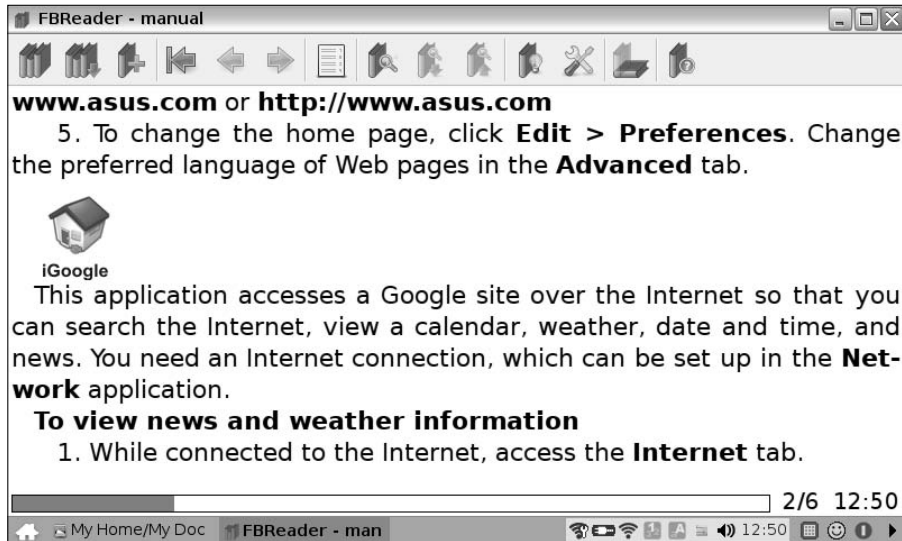 FBReader - manual
www.asus.com or http://www.asus.com
5. To change the home page, click Edit > Preferences. Change
the preferred language of Web pages in the Advanced tab.
iGoogle
This application accesses a Google site over the Internet so that you
can search the Internet, view a calendar, weather, date and time, and
news. You need an Internet connection, which can be set up in the Net-
work application.
To view news and weather information
1. While connected to the Internet, access the Internet tab.
2/6 12:50
My Home/My Doc FBReader - man 1 A 12:50